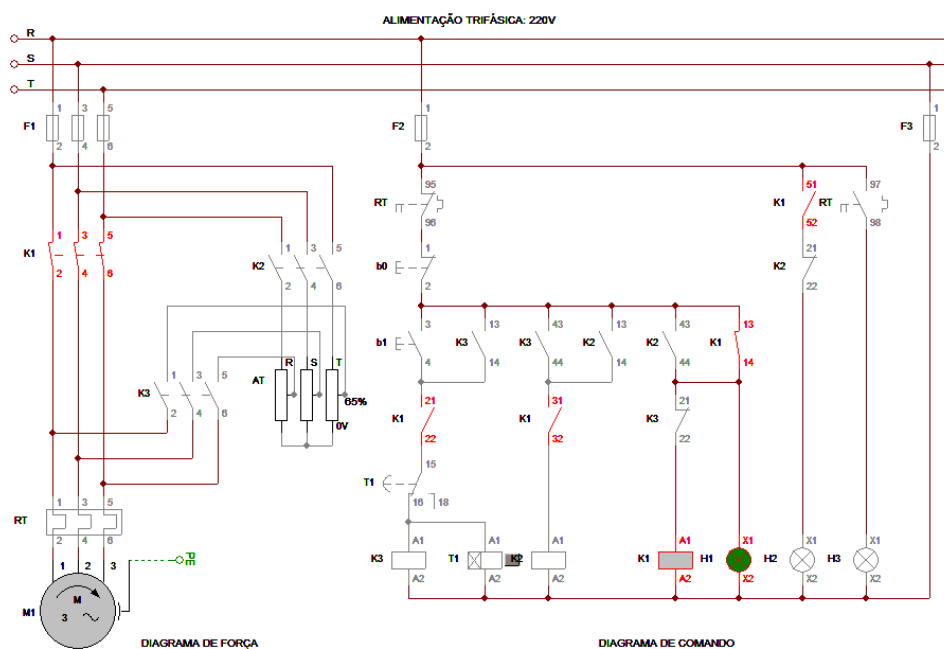 ALIMENTAÇÃO TRIFÁSICA: 220V
R
S
T
1 3 5
F1
2 4 6
1
F2
2
1
F3
2
95
RT
96
51
K1
52
97
RT
98
1 3 5
K1
2 4 6
1 3 5
K2
2 4 6
1
b0
2
21
K2
22
3
b1
4
13
K3
14
43
K3
44
13
K2
14
43
K2
44
13
K1
14
1 3 5
K3
2 4 6
R S T
AT
65%
0V
21
K1
22
31
K1
32
21
K3
22
15
T1
16 18
1 3 5
RT
2 4 6
A1
K3
A2
A1
T1
A2
A1
K2
A2
A1
K1
A2
X1
H1
X2
X1
H2
X2
X1
H3
X2
1 2 3
PE
M
M1
3
DIAGRAMA DE FORÇA
DIAGRAMA DE COMANDO